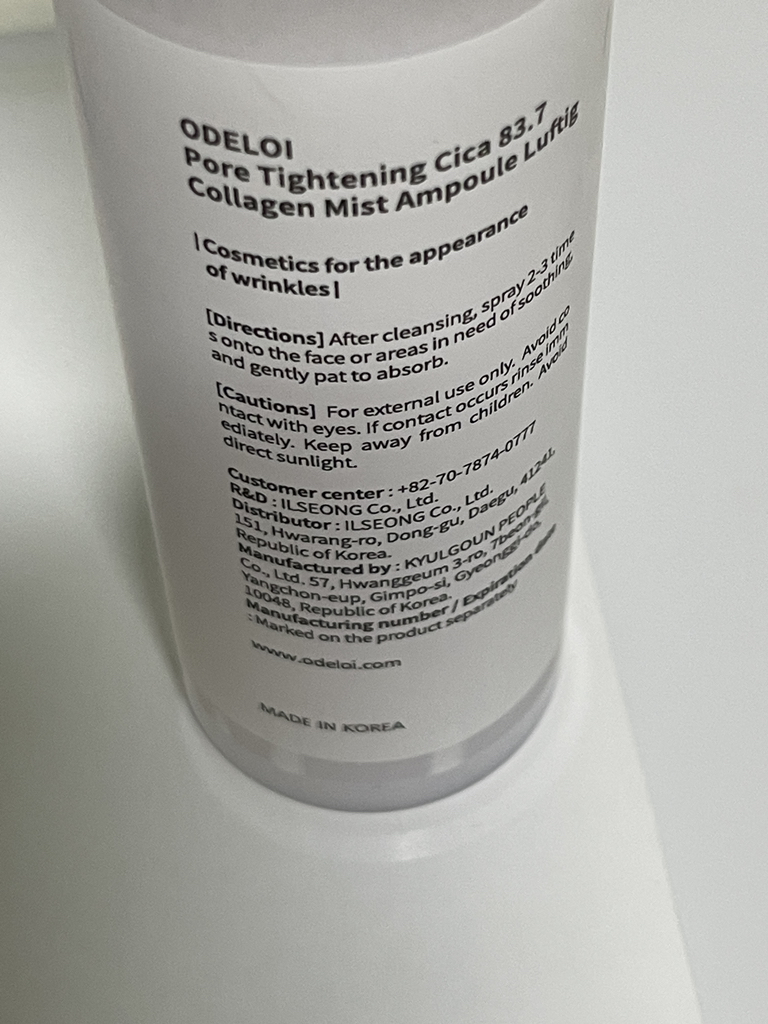 ODELOI
Pore Tightening Cica 83.7
Collagen Mist Ampoule Luftig
|Cosmetics for the appearance
of wrinkles|
[Directions] After cleansing, spray 2-3 time
s onto the face or areas in need of soothing,
and gently pat to absorb.
[Cautions] For external use only. Avoid co
ntact with eyes. If contact occurs rinse imm
ediately. Keep away from children. Avoid
direct sunlight.
Customer center : +82-70-7874-0777
R&D : ILSEONG Co., Ltd.
Distributor : ILSEONG Co., Ltd.
151, Hwarang-ro, Dong-gu, Daegu, 41241,
Republic of Korea.
Manufactured by : KYULGOUN PEOPLE
Co., Ltd. 57, Hwanggeum 3-ro, 7beon-gil,
Yangchon-eup, Gimpo-si, Gyeonggi-do,
10048, Republic of Korea.
Manufacturing number / Expiration date
: Marked on the product separately
www.odeloi.com
MADE IN KOREA